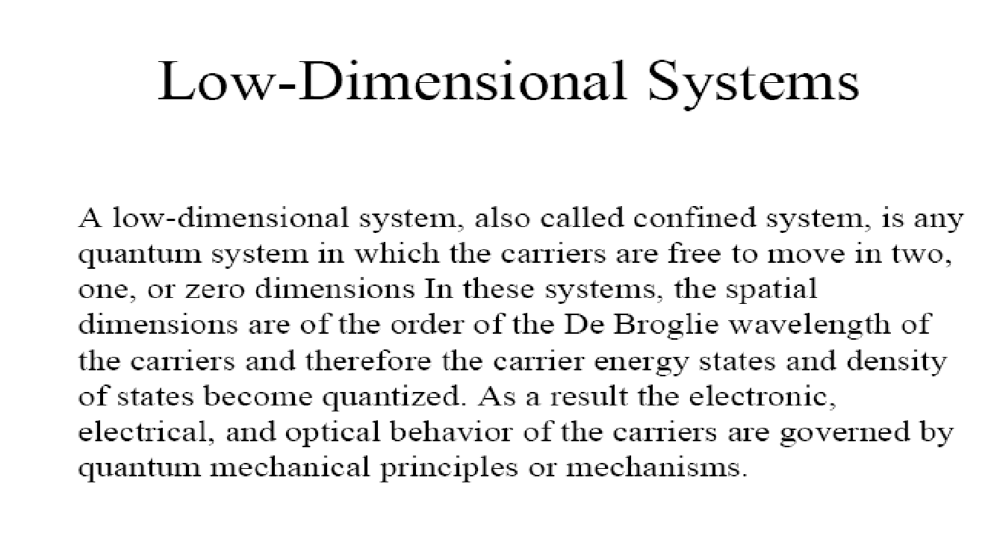 Low-Dimensional Systems
A low-dimensional system, also called confined system, is any
quantum system in which the carriers are free to move in two,
one, or zero dimensions In these systems, the spatial
dimensions are of the order of the De Broglie wavelength of
the carriers and therefore the carrier energy states and density
of states become quantized. As a result the electronic,
electrical, and optical behavior of the carriers are governed by
quantum mechanical principles or mechanisms.